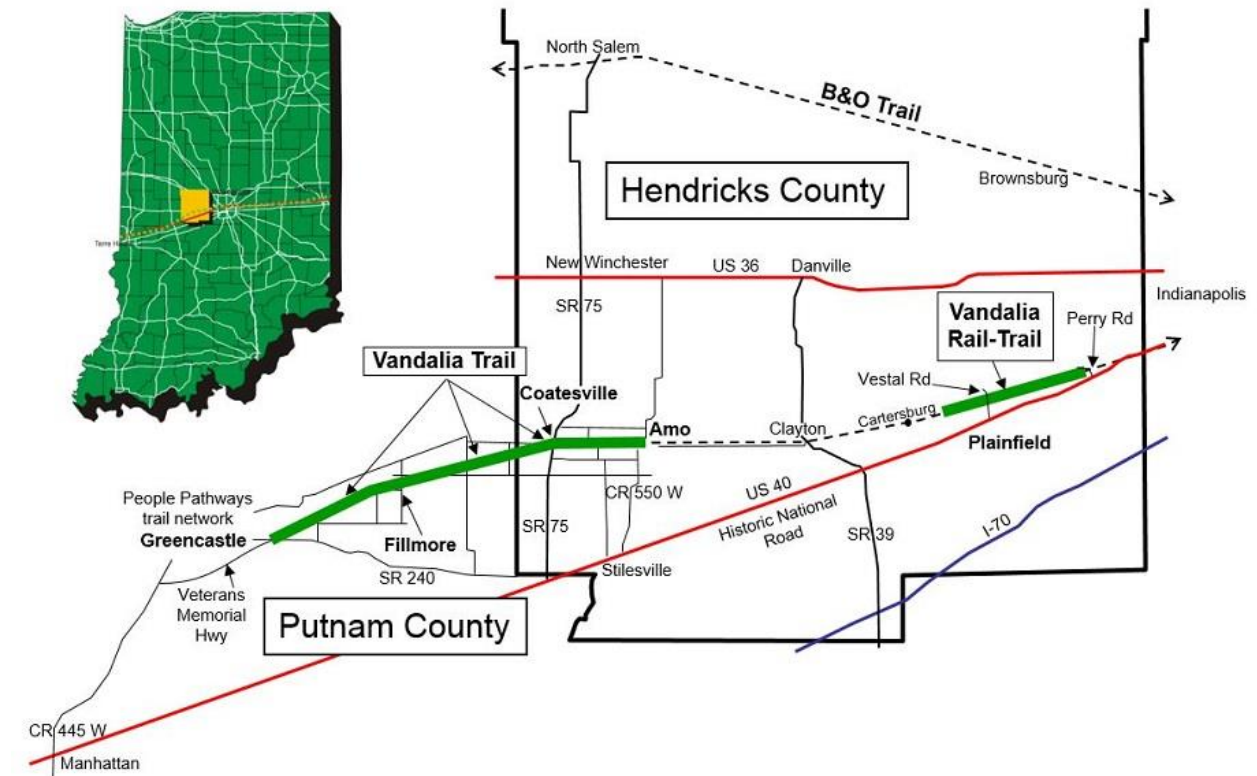 North Salem
B&O Trail
Hendricks County
Brownsburg
Terre H
New Winchester
US 36
Danville
Indianapolis
SR 75
Vandalia
Rail-Trail
Perry Rd
Vandalia Trail
Vestal Rd
Coatesville
Cartersburg
Amo
Clayton
Plainfield
People Pathways
trail network
Greencastle
CR 550 W
US 40
Historic National
Road
I-70
Fillmore
SR 75
SR 39
SR 240
Stilesville
Veterans
Memorial
Hwy
Putnam County
CR 445 W
Manhattan